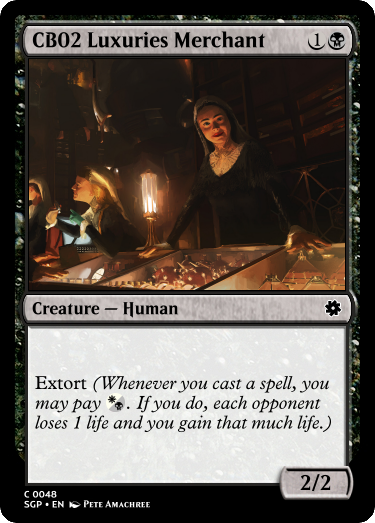 CB02 Luxuries Merchant 1
Creature — Human
Extort (Whenever you cast a spell, you
may pay . If you do, each opponent
loses 1 life and you gain that much life.)
2/2
C 0048
SGP • EN Pete Amachree